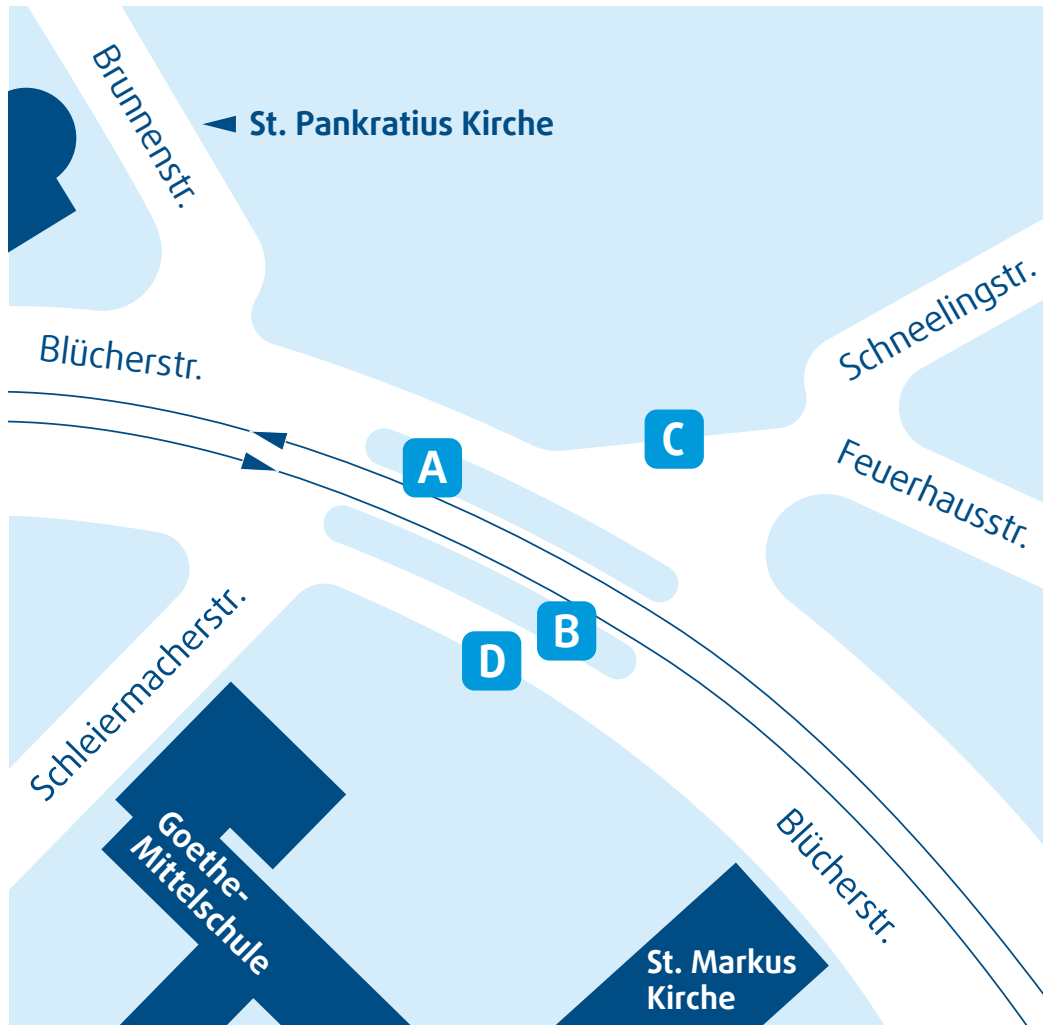 Brunnenstr.
St. Pankratius Kirche
Schneelingstr.
Blücherstr.
C
A
Feuerhausstr.
B
D
Schleiermacherstr.
Goethe-
Mittelschule
Blücherstr.
St. Markus
Kirche